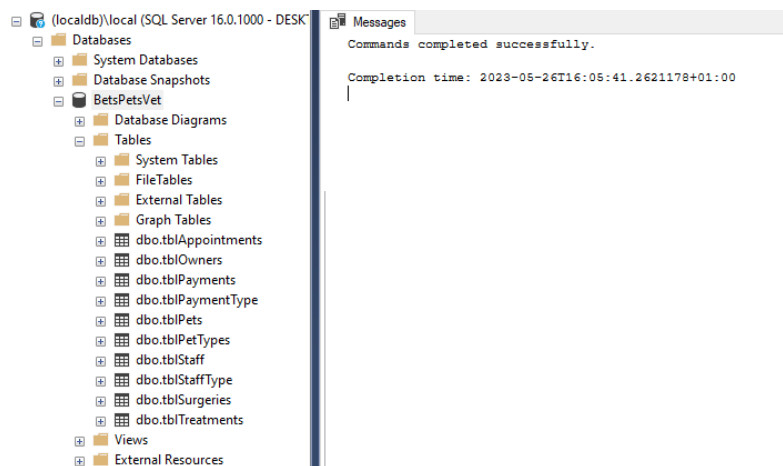 (localdb)\local (SQL Server 16.0.1000 - DESKT
Databases
System Databases
Database Snapshots
BetsPetsVet
Database Diagrams
Tables
System Tables
FileTables
External Tables
Graph Tables
dbo.tblAppointments
dbo.tblOwners
dbo.tblPayments
dbo.tblPaymentType
dbo.tblPets
dbo.tblPetTypes
dbo.tblStaff
dbo.tblStaffType
dbo.tblSurgeries
dbo.tblTreatments
Views
External Resources
Messages
Commands completed successfully.
Completion time: 2023-05-26T16:05:41.2621178+01:00